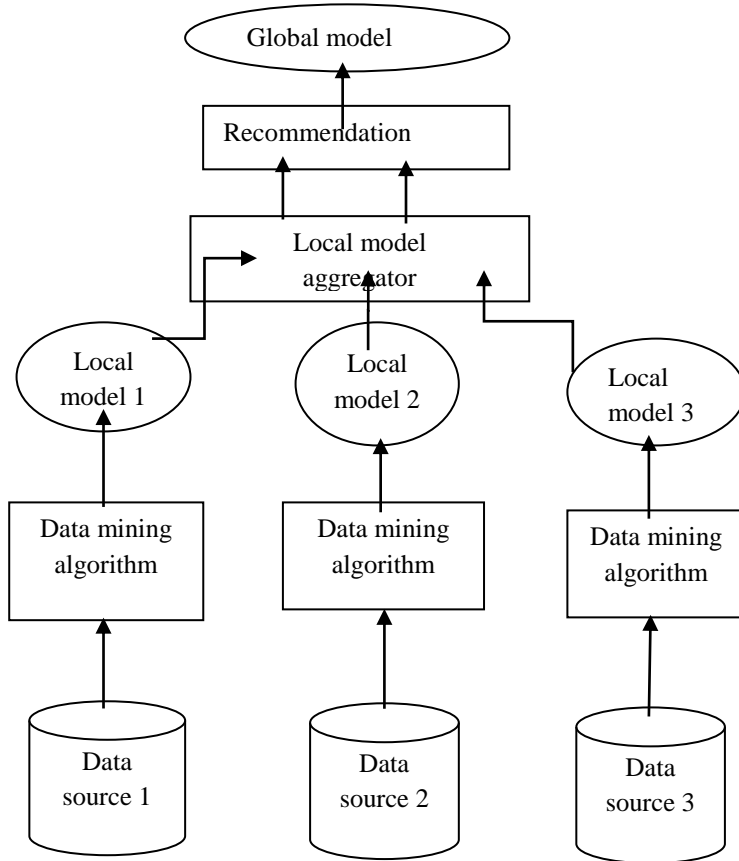 Global model
Recommendation
Local model
aggregator
Local
model 1
Local
model 2
Local
model 3
Data mining
algorithm
Data mining
algorithm
Data mining
algorithm
Data
source 1
Data
source 2
Data
source 3